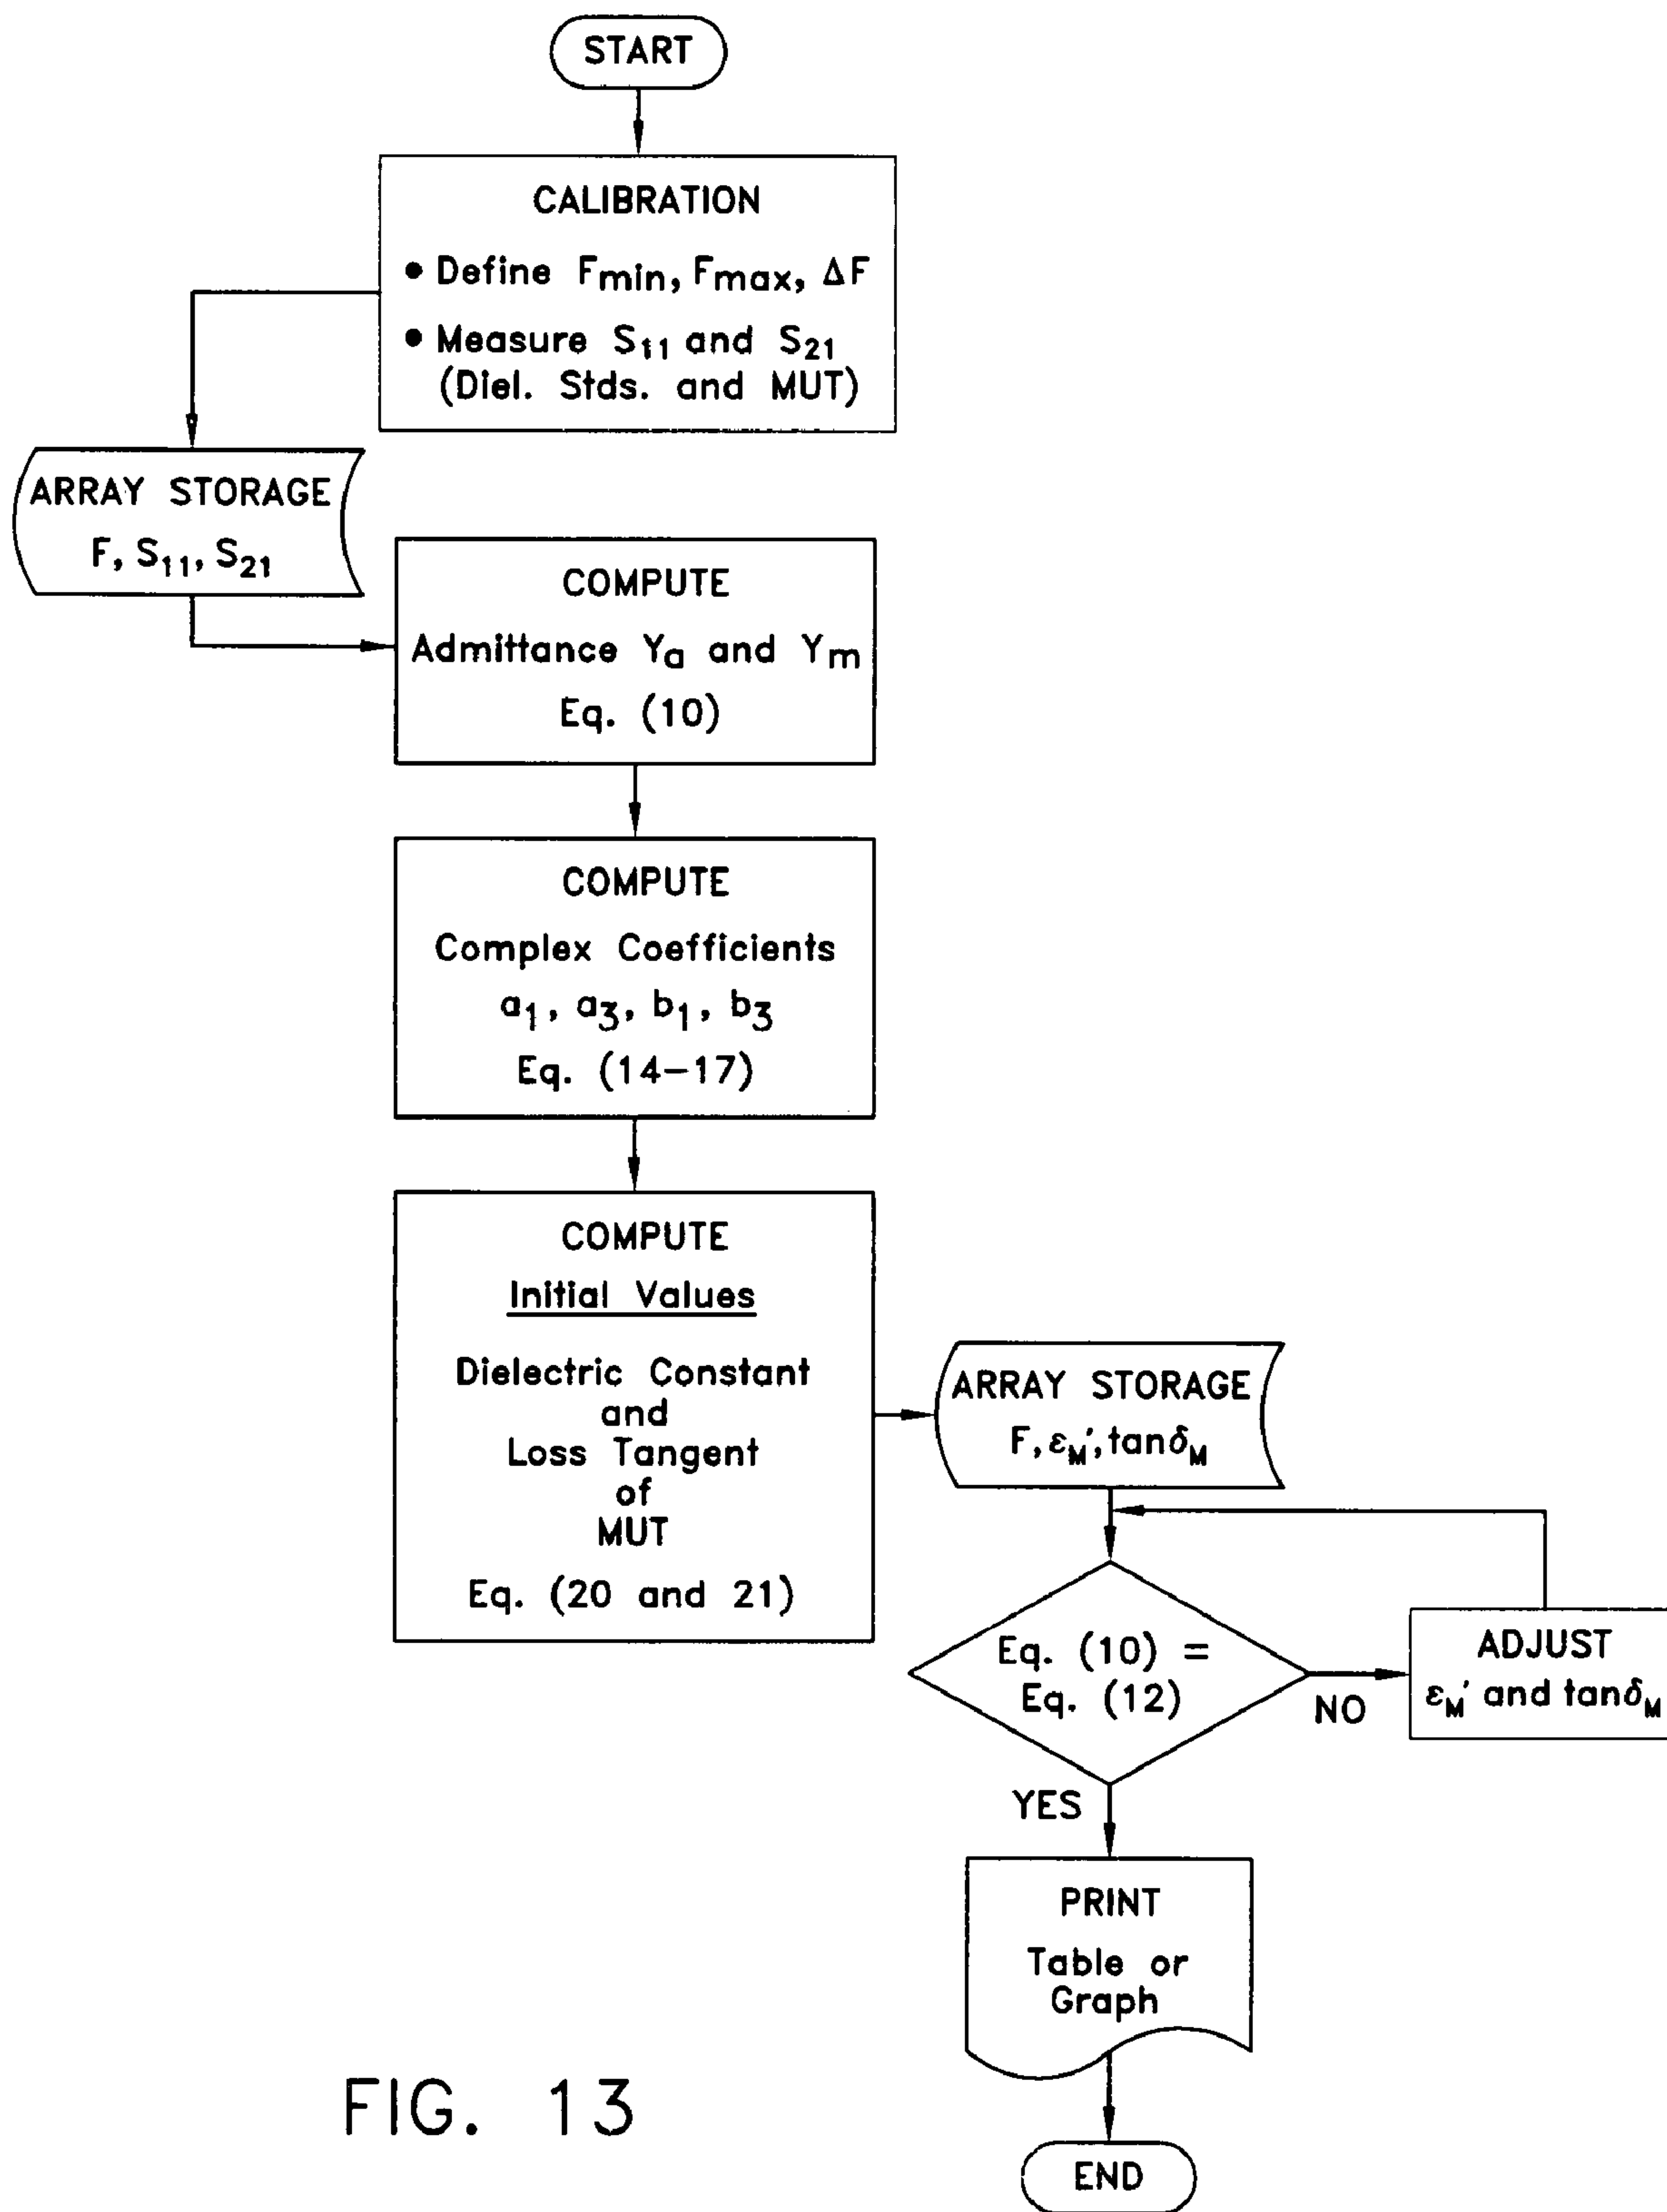 START
CALIBRATION
• Define Fmin, Fmax, ΔF
• Measure S11 and S21
(Diel. Stds. and MUT)
ARRAY STORAGE
F, S11, S21
COMPUTE
Admittance Ya and Ym
Eq. (10)
COMPUTE
Complex Coefficients
a1, a3, b1, b3
Eq. (14–17)
COMPUTE
Initial Values
Dielectric Constant
and
Loss Tangent
of
MUT
Eq. (20 and 21)
ARRAY STORAGE
F, εM', tanδM
Eq. (10) =
Eq. (12)
NO
ADJUST
εM' and tanδM
YES
PRINT
Table or
Graph
END
FIG. 13